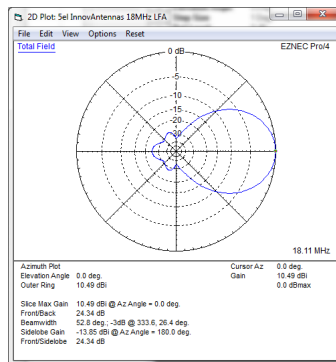 2D Plot: 5el InnovAntennas 18MHz LFA
File Edit View Options Reset
Total Field
EZNEC Pro/4
0 dB
-5
-10
-15
-20
-30
18.11 MHz
Azimuth Plot
Elevation Angle 0.0 deg.
Outer Ring 10.49 dBi
Cursor Az 0.0 deg.
Gain 10.49 dBi
0.0 dBmax
Slice Max Gain 10.49 dBi @ Az Angle = 0.0 deg.
Front/Back 24.34 dB
Beamwidth 52.8 deg.; -3dB @ 333.6, 26.4 deg.
Sidelobe Gain -13.85 dBi @ Az Angle = 180.0 deg.
Front/Sidelobe 24.34 dB